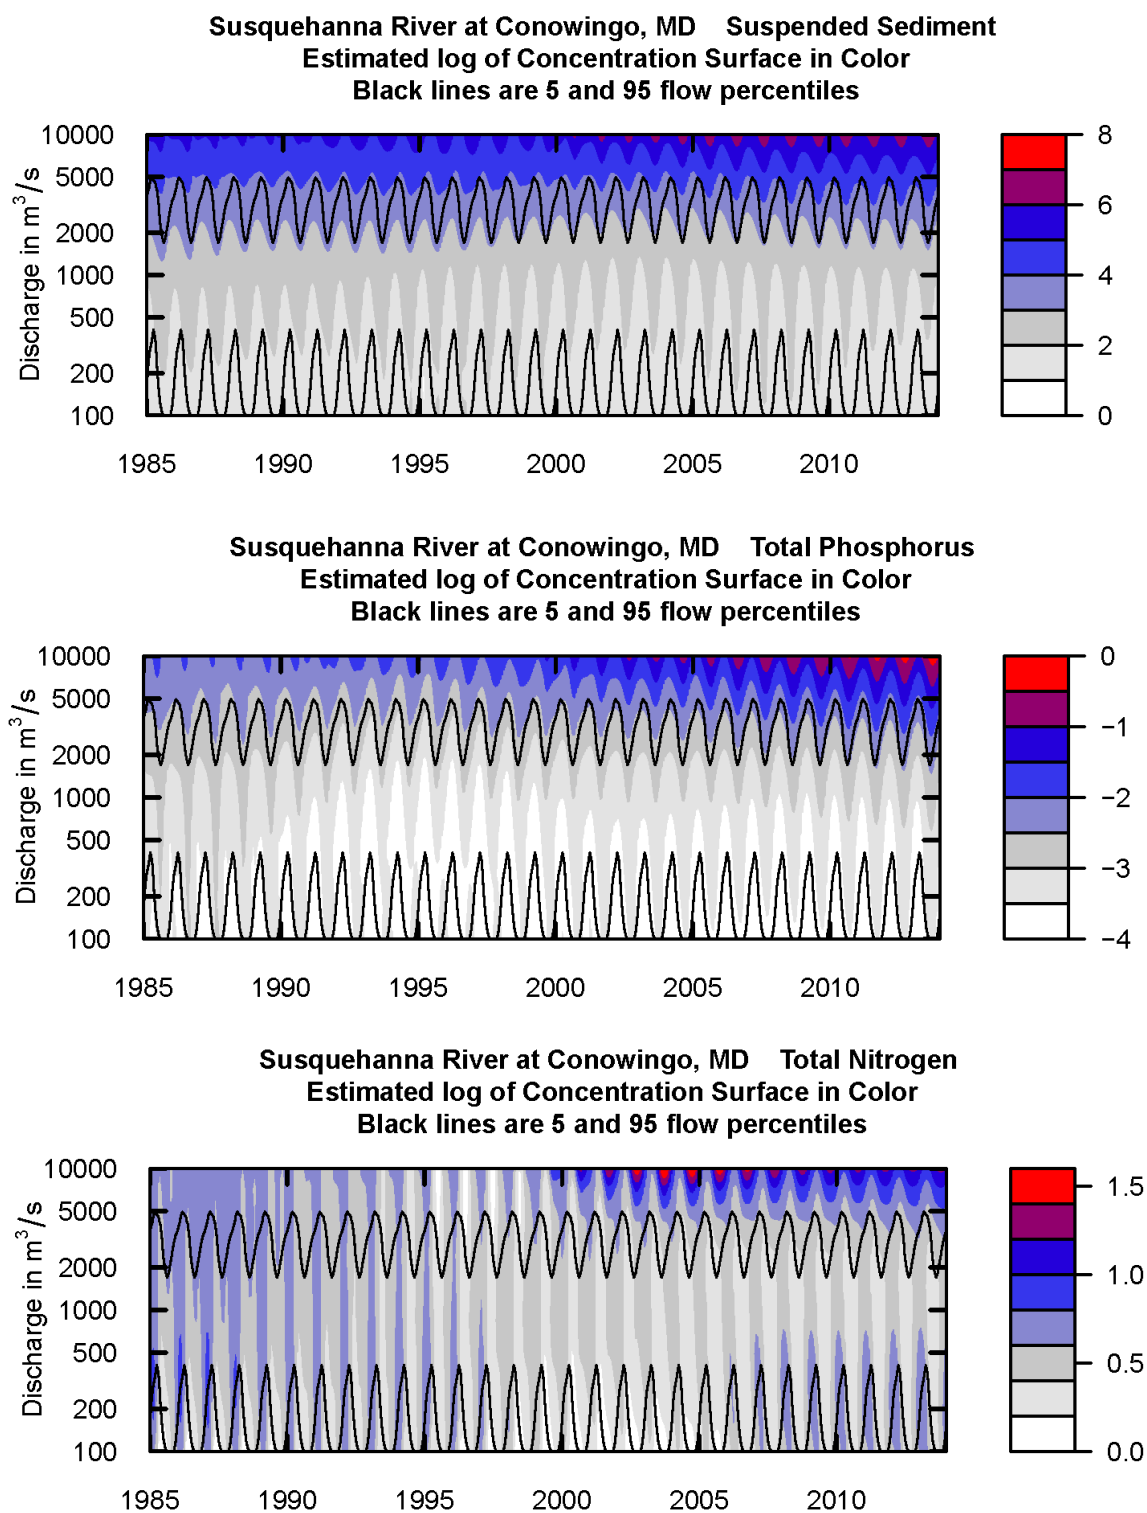 Susquehanna River at Conowingo, MD Suspended Sediment
Estimated log of Concentration Surface in Color
Black lines are 5 and 95 flow percentiles
Discharge in m³/s
10000
5000
2000
1000
500
200
100
1985 1990 1995 2000 2005 2010
8
6
4
2
0
Susquehanna River at Conowingo, MD Total Phosphorus
Estimated log of Concentration Surface in Color
Black lines are 5 and 95 flow percentiles
Discharge in m³/s
10000
5000
2000
1000
500
200
100
1985 1990 1995 2000 2005 2010
0
−1
−2
−3
−4
Susquehanna River at Conowingo, MD Total Nitrogen
Estimated log of Concentration Surface in Color
Black lines are 5 and 95 flow percentiles
Discharge in m³/s
10000
5000
2000
1000
500
200
100
1985 1990 1995 2000 2005 2010
1.5
1.0
0.5
0.0